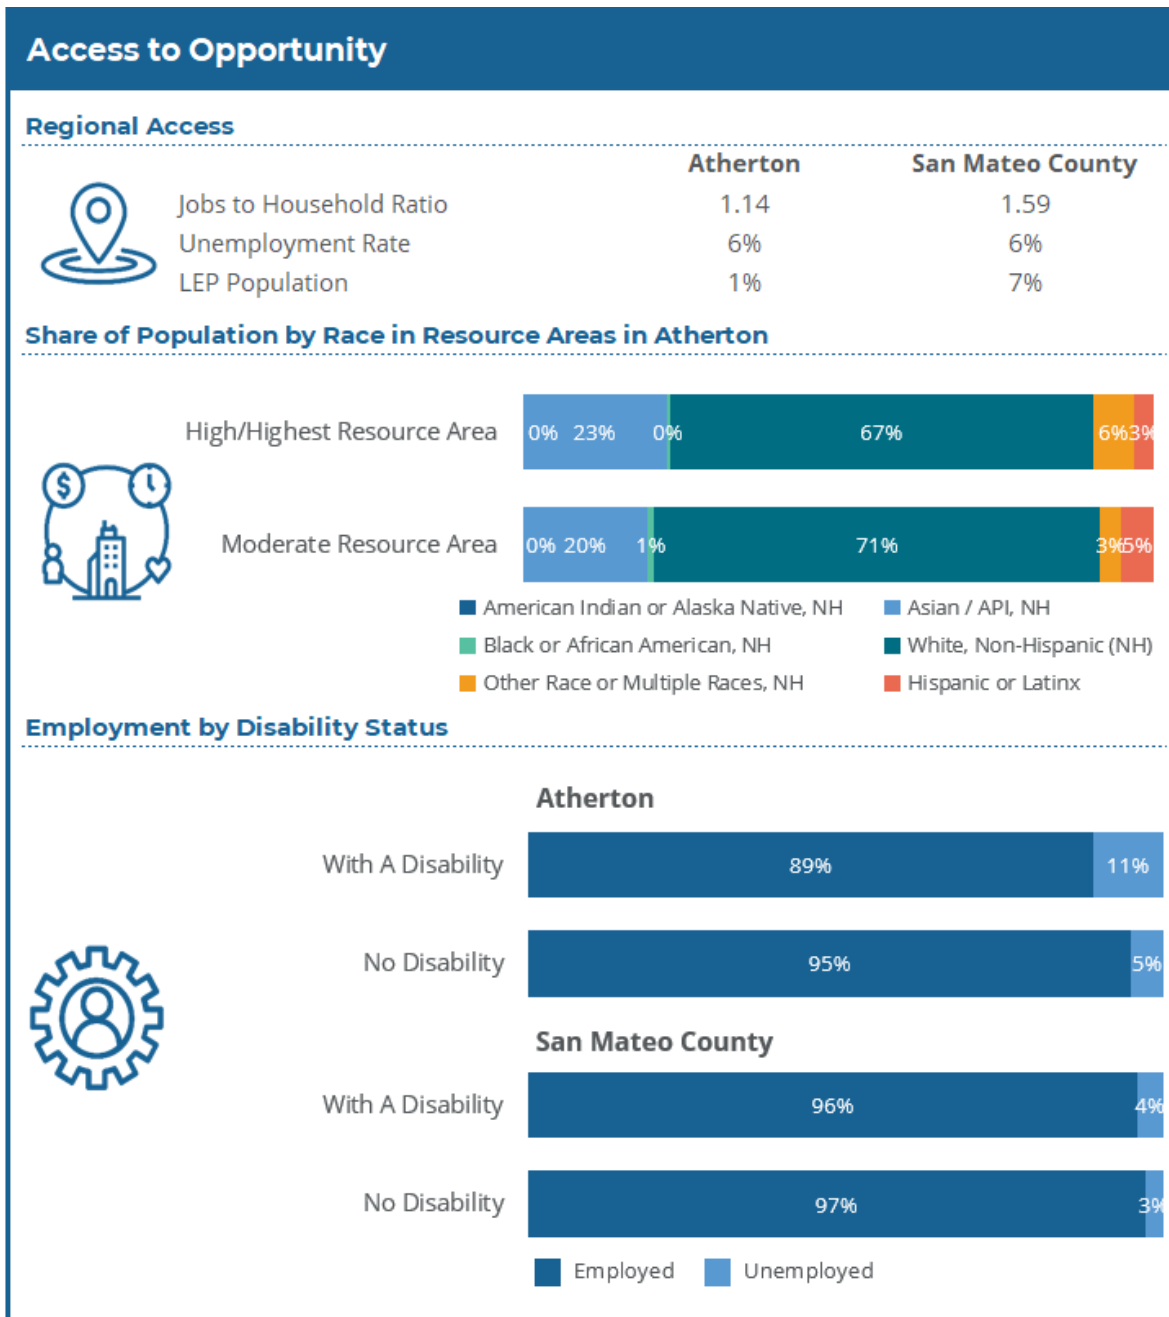 Access to Opportunity
Regional Access
Atherton San Mateo County
Jobs to Household Ratio 1.14 1.59
Unemployment Rate 6% 6%
LEP Population 1% 7%
Share of Population by Race in Resource Areas in Atherton
High/Highest Resource Area 0% 23% 0% 67% 6% 3%
$
Moderate Resource Area 0% 20% 1% 71% 3% 5%
American Indian or Alaska Native, NH Asian / API, NH
Black or African American, NH White, Non-Hispanic (NH)
Other Race or Multiple Races, NH Hispanic or Latinx
Employment by Disability Status
Atherton
With A Disability 89% 11%
No Disability 95% 5%
San Mateo County
With A Disability 96% 4%
No Disability 97% 3%
Employed Unemployed